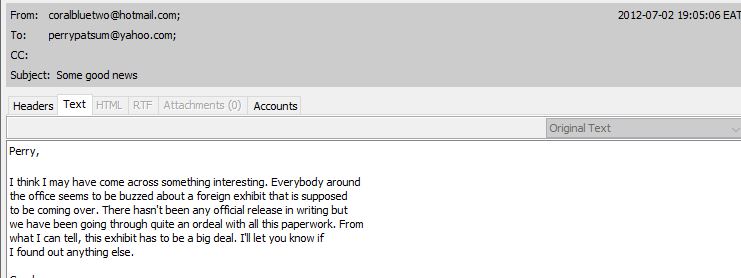 From: coralbluetwo@hotmail.com; 2012-07-02 19:05:06 EAT
To: perrypatsum@yahoo.com;
CC:
Subject: Some good news
Headers Text HTML RTF Attachments (0) Accounts
Original Text
Perry,
I think I may have come across something interesting. Everybody around
the office seems to be buzzed about a foreign exhibit that is supposed
to be coming over. There hasn't been any official release in writing but
we have been going through quite an ordeal with all this paperwork. From
what I can tell, this exhibit has to be a big deal. I'll let you know if
I found out anything else.